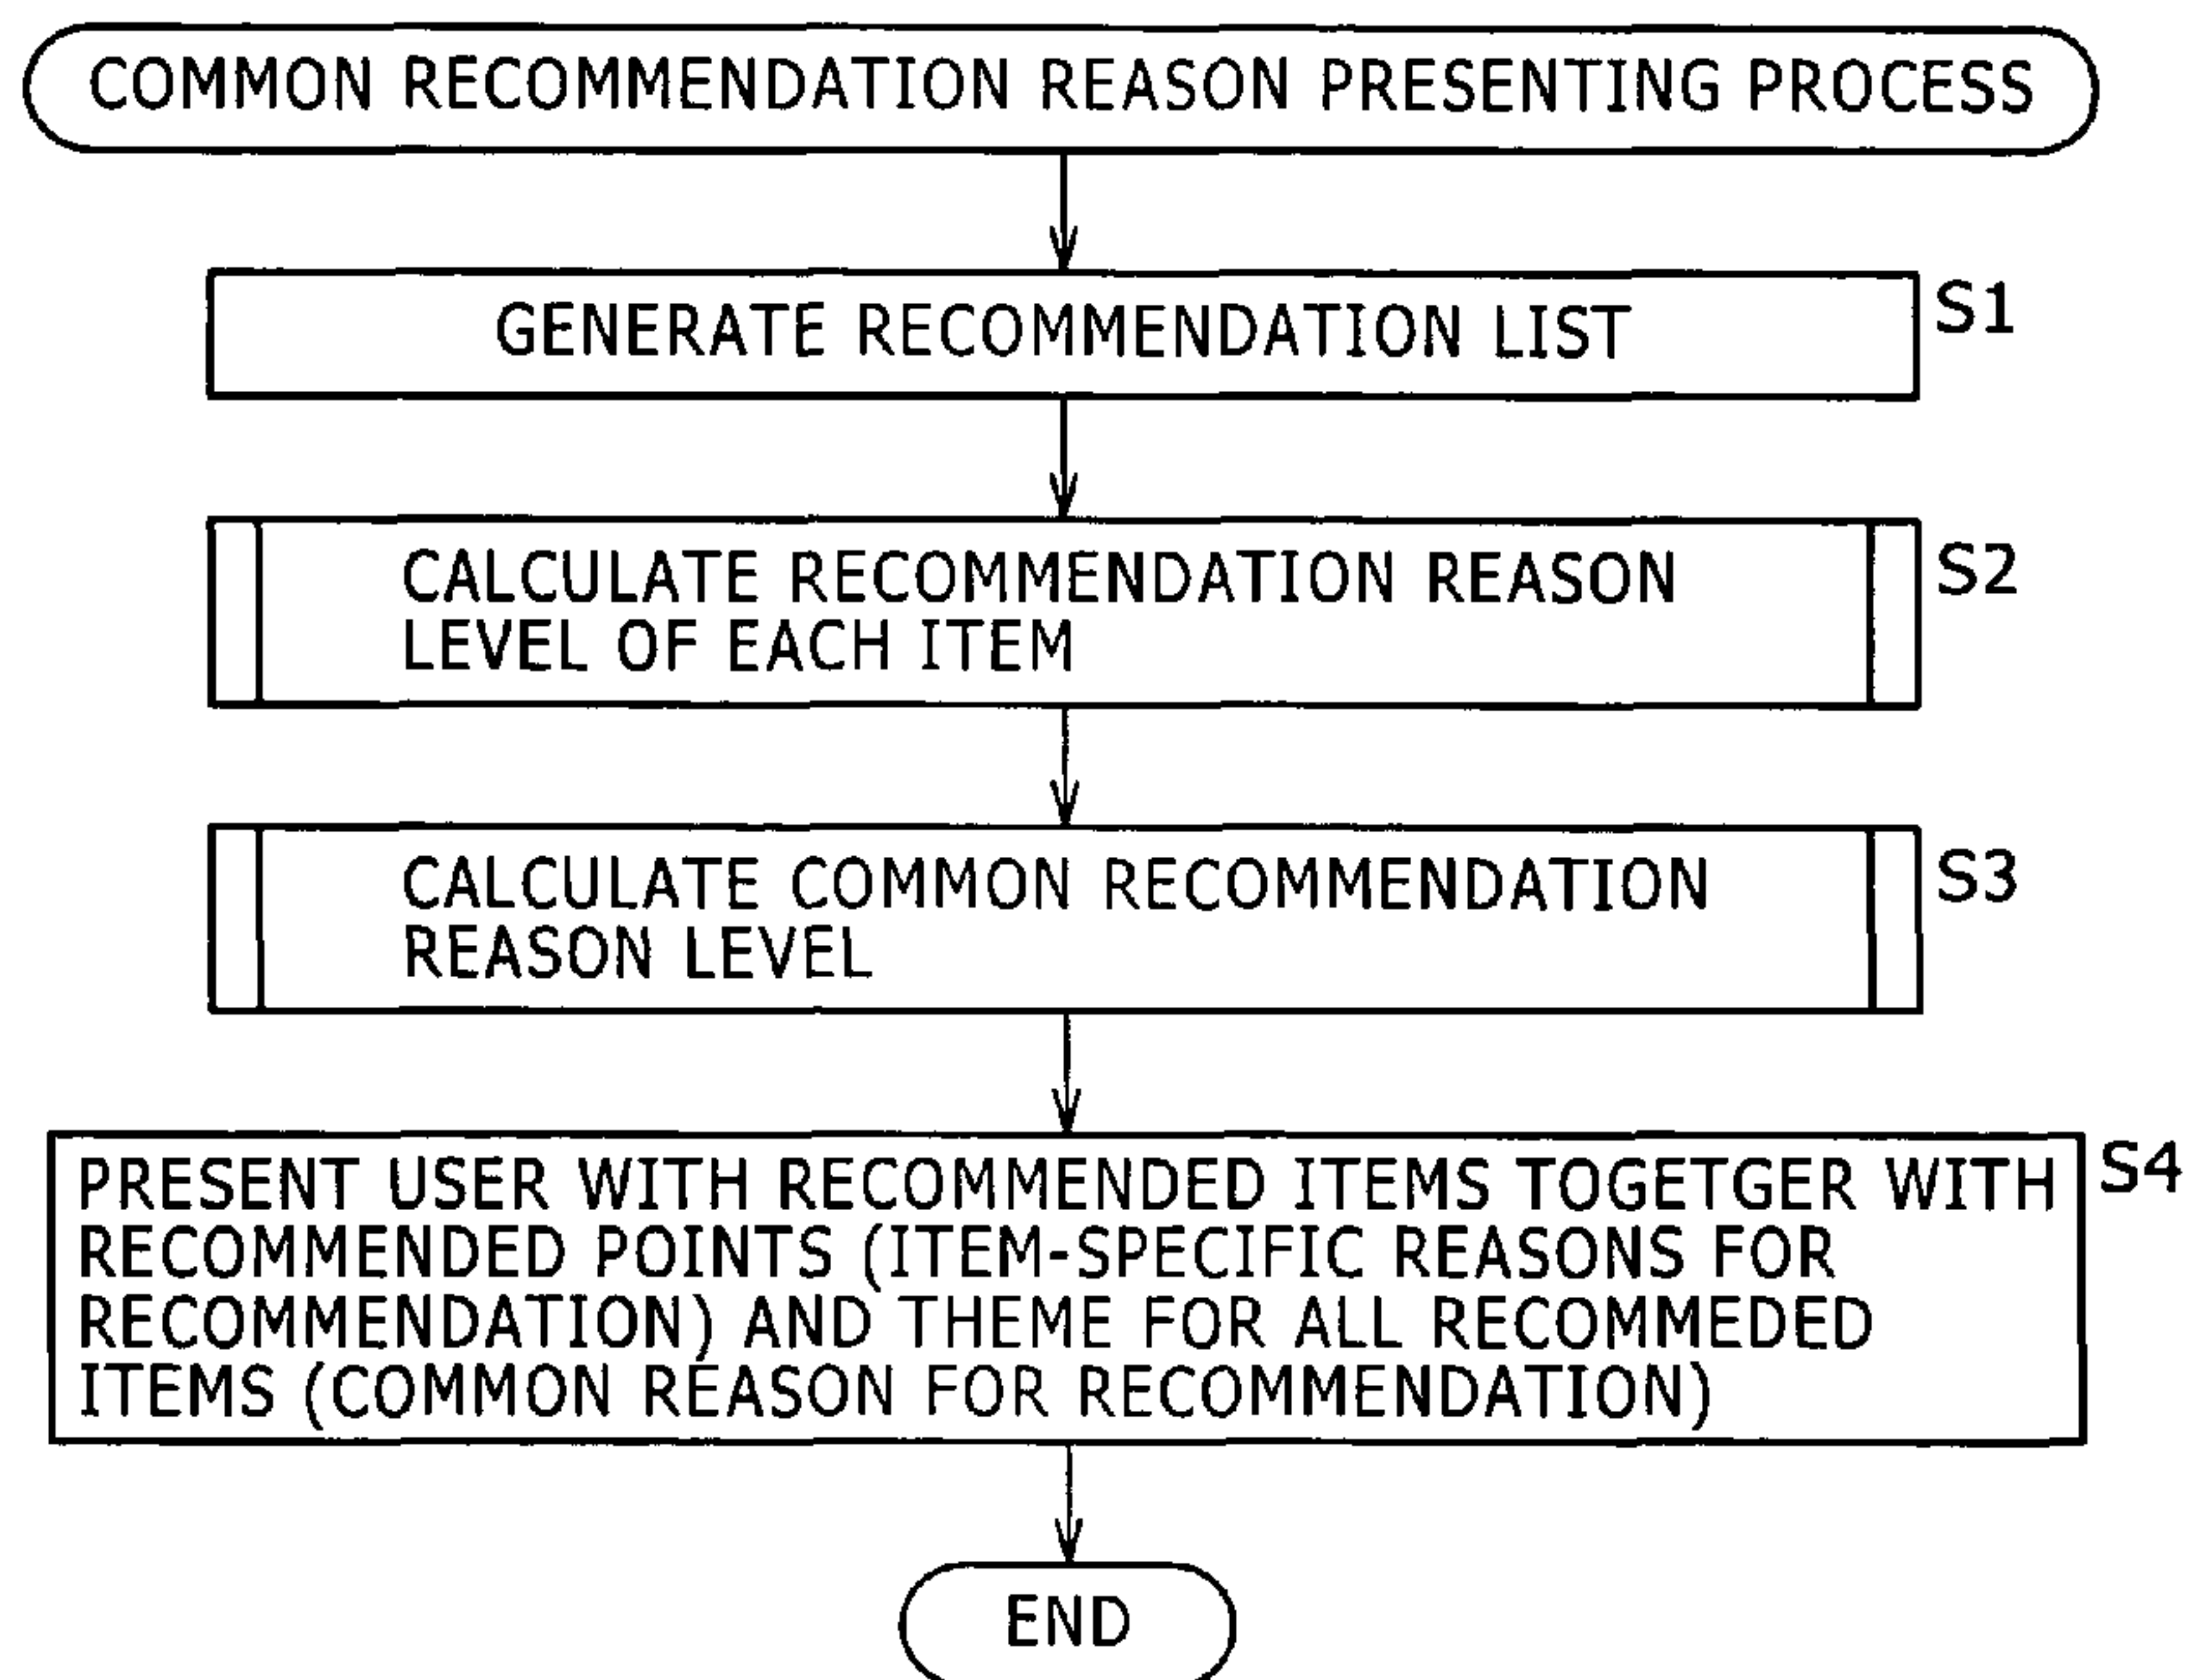 COMMON RECOMMENDATION REASON PRESENTING PROCESS
GENERATE RECOMMENDATION LIST
S1
CALCULATE RECOMMENDATION REASON
LEVEL OF EACH ITEM
S2
CALCULATE COMMON RECOMMENDATION
REASON LEVEL
S3
PRESENT USER WITH RECOMMENDED ITEMS TOGETGER WITH
RECOMMENDED POINTS (ITEM-SPECIFIC REASONS FOR
RECOMMENDATION) AND THEME FOR ALL RECOMMEDED
ITEMS (COMMON REASON FOR RECOMMENDATION)
S4
END